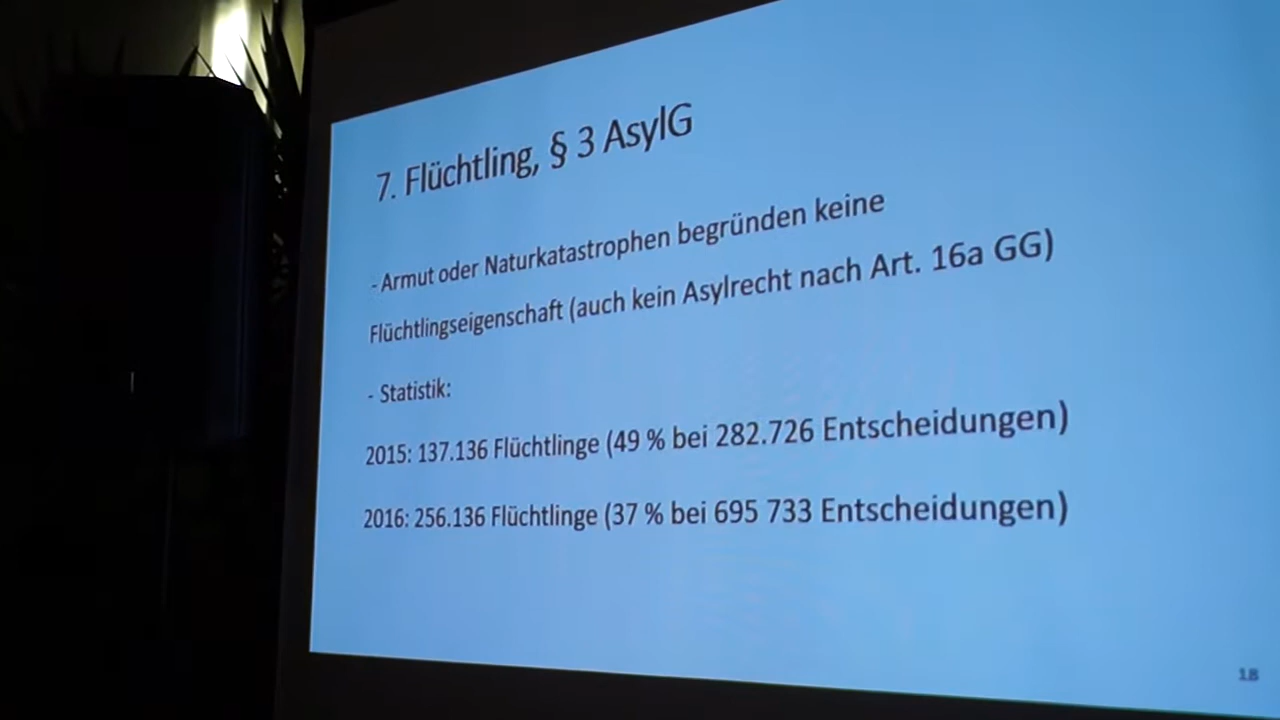 7. Flüchtling, § 3 AsylG
- Armut oder Naturkatastrophen begründen keine
Flüchtlingseigenschaft (auch kein Asylrecht nach Art. 16a GG)
- Statistik:
2015: 137.136 Flüchtlinge (49 % bei 282.726 Entscheidungen)
2016: 256.136 Flüchtlinge (37 % bei 695 733 Entscheidungen)
18